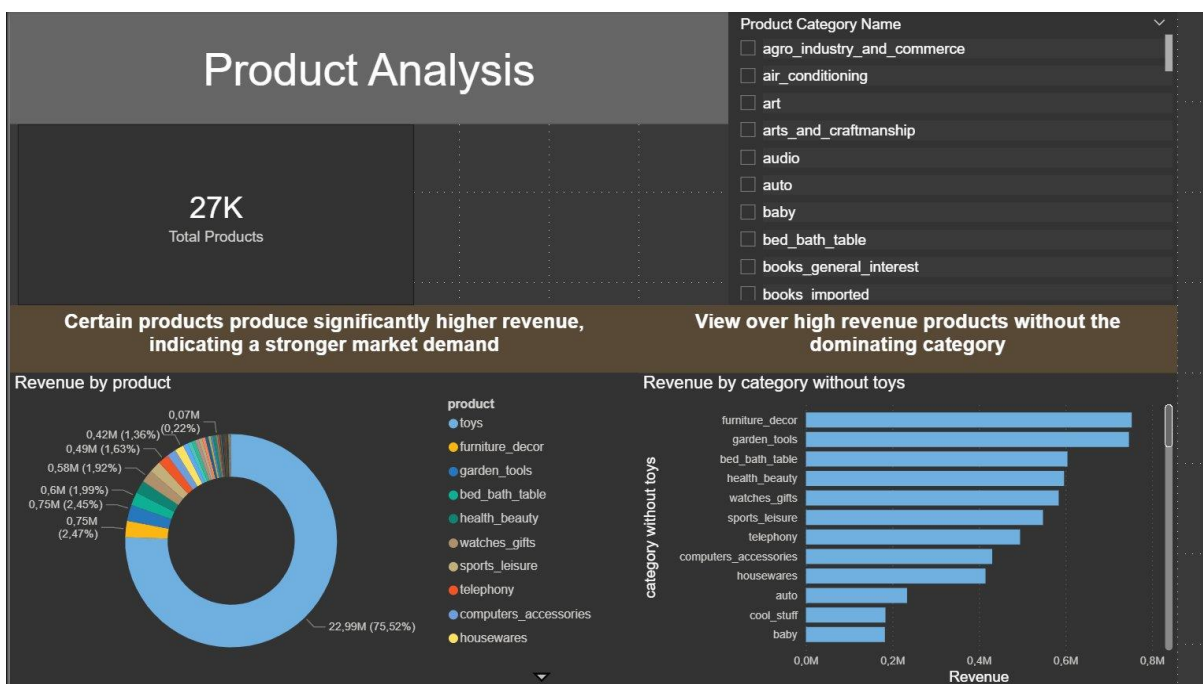 Product Analysis
27K
Total Products
Product Category Name
agro_industry_and_commerce
air_conditioning
art
arts_and_craftmanship
audio
auto
baby
bed_bath_table
books_general_interest
books_imported
Certain products produce significantly higher revenue,
indicating a stronger market demand
View over high revenue products without the
dominating category
Revenue by product
0,07M
(0,22%)
0,42M (1,36%)
0,49M (1,63%)
0,58M (1,92%)
0,6M (1,99%)
0,75M (2,45%)
0,75M
(2,47%)
22,99M (75,52%)
product
toys
furniture_decor
garden_tools
bed_bath_table
health_beauty
watches_gifts
sports_leisure
telephony
computers_accessories
housewares
Revenue by category without toys
category without toys
furniture_decor
garden_tools
bed_bath_table
health_beauty
watches_gifts
sports_leisure
telephony
computers_accessories
housewares
auto
cool_stuff
baby
0,0M
0,2M
0,4M
0,6M
0,8M
Revenue